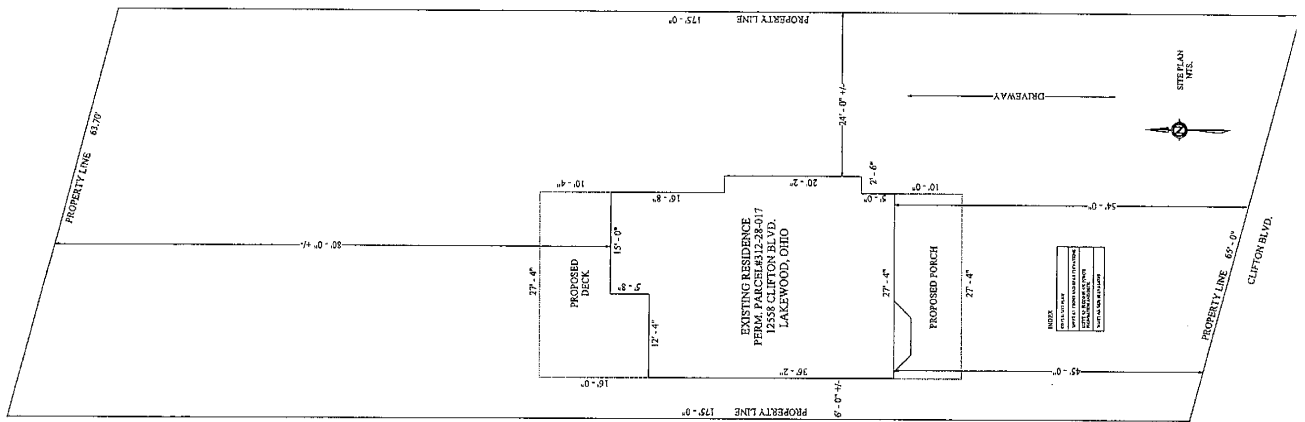 PROPERTY LINE 63.70'
PROPERTY LINE 175' - 0"
80' - 0" +/-
10' - 4"
27' - 4"
PROPOSED
DECK
15' - 0"
16' - 8"
5' - 8"
12' - 4"
16' - 0"
20' - 2"
24' - 0" +/-
2' - 6"
5' - 0"
10' - 0"
EXISTING RESIDENCE
PERM. PARCEL#312-28-017
12558 CLIFTON BLVD.
LAKEWOOD, OHIO
36' - 2"
27' - 4"
PROPOSED PORCH
27' - 4"
6' - 0" +/-
PROPERTY LINE 175' - 0"
DRIVEWAY
SITE PLAN
NTS.
N
54' - 0"
45' - 0"
INDEX
PROPERTY LINE 65' - 0"
CLIFTON BLVD.